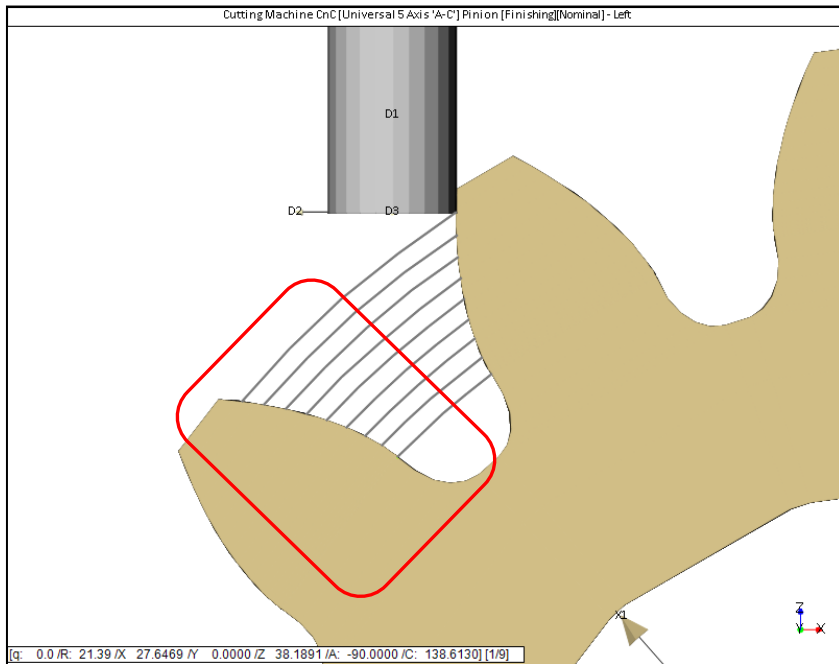 Cutting Machine CnC [Universal 5 Axis 'A-C'] Pinion [Finishing][Nominal] - Left
D1
D2 D3
X1
Z
Y X
[q: 0.0 /R: 21.39 /X 27.6469 /Y 0.0000 /Z 38.1891 /A: -90.0000 /C: 138.6130] [1/9]